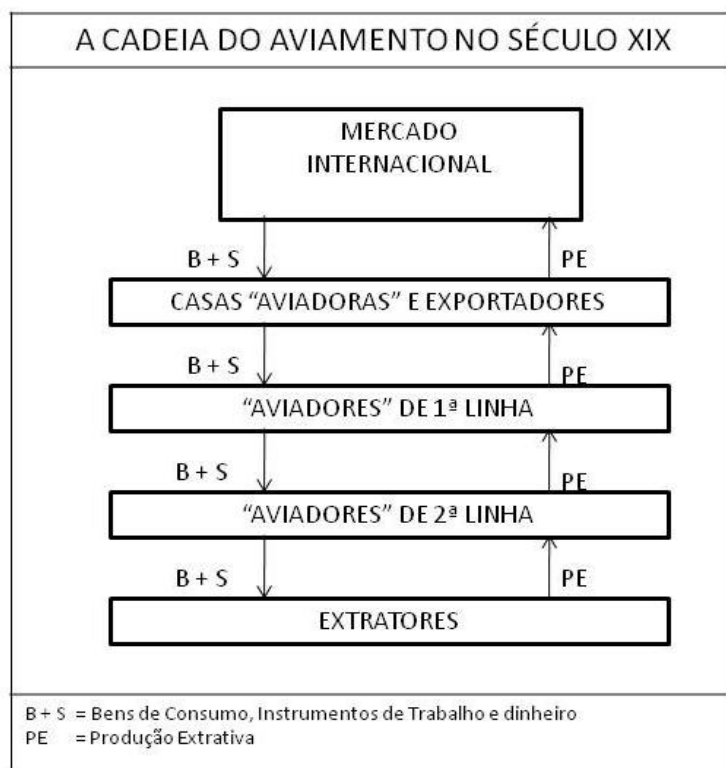 A CADEIA DO AVIAMENTO NO SÉCULO XIX
MERCADO
INTERNACIONAL
B + S
PE
CASAS “AVIADORAS” E EXPORTADORES
B + S
PE
“AVIADORES” DE 1ª LINHA
B + S
PE
“AVIADORES” DE 2ª LINHA
B + S
PE
EXTRATORES
B + S = Bens de Consumo, Instrumentos de Trabalho e dinheiro
PE = Produção Extrativa